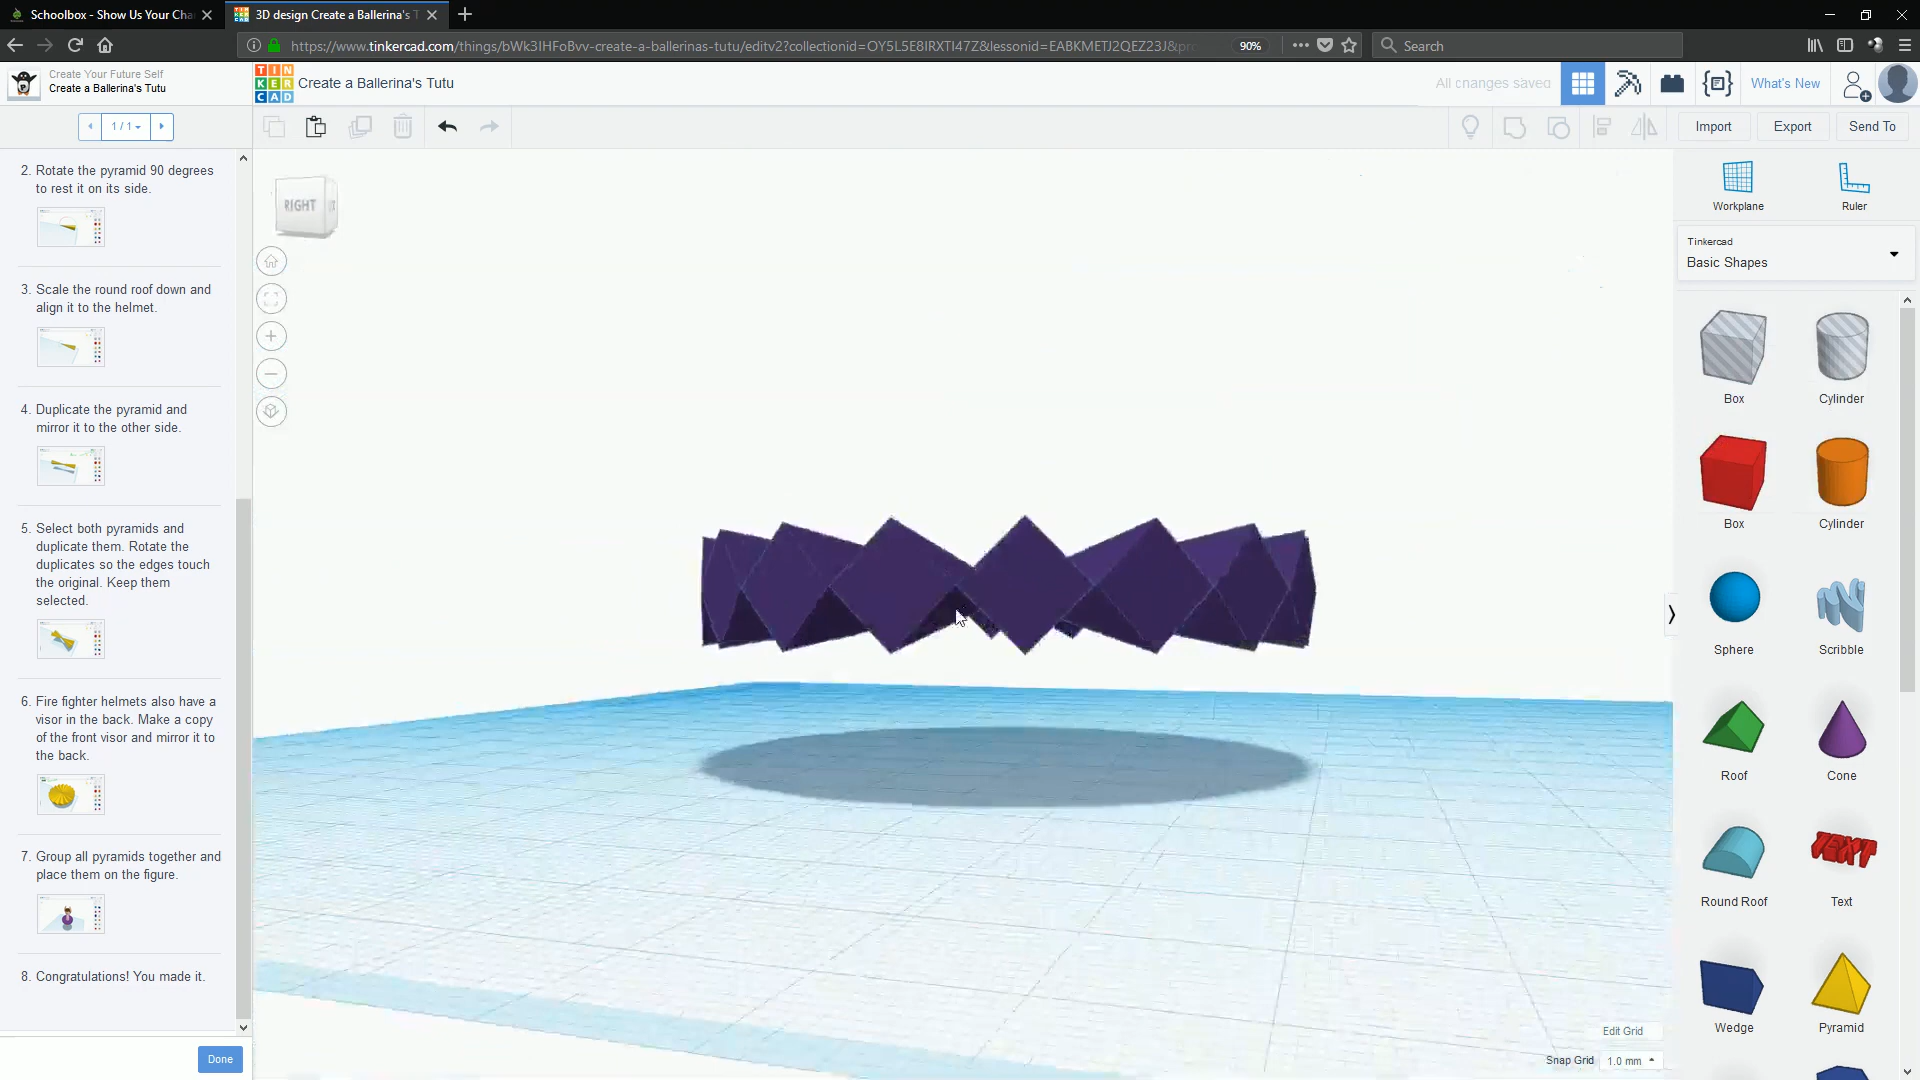 Schoolbox - Show Us Your Cha
3D design Create a Ballerina's T
https://www.tinkercad.com/things/bWk3IHFoBvv-create-a-ballerinas-tutu/editv2?collectionid=OY5L5E8IRXTI47Z&lessonid=EABKMETJ2QEZ23J&pr
90%
Search
Create Your Future Self
Create a Ballerina's Tutu
TINKERCAD
Create a Ballerina's Tutu
All changes saved
What's New
1 / 1
Import
Export
Send To
2. Rotate the pyramid 90 degrees
to rest it on its side.
3. Scale the round roof down and
align it to the helmet.
4. Duplicate the pyramid and
mirror it to the other side.
5. Select both pyramids and
duplicate them. Rotate the
duplicates so the edges touch
the original. Keep them
selected.
6. Fire fighter helmets also have a
visor in the back. Make a copy
of the front visor and mirror it to
the back.
7. Group all pyramids together and
place them on the figure.
8. Congratulations! You made it.
Done
RIGHT
Workplane
Ruler
Tinkercad
Basic Shapes
Box
Cylinder
Box
Cylinder
Sphere
Scribble
Roof
Cone
TEXT
Round Roof
Text
Wedge
Pyramid
Edit Grid
Snap Grid
1.0 mm